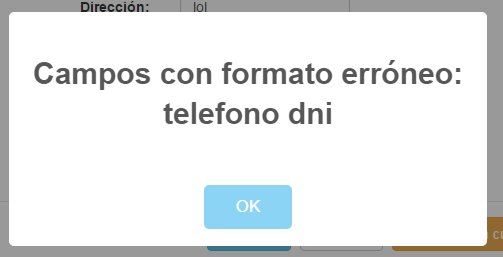 Dirección: lol
Campos con formato erróneo:
telefono dni
OK